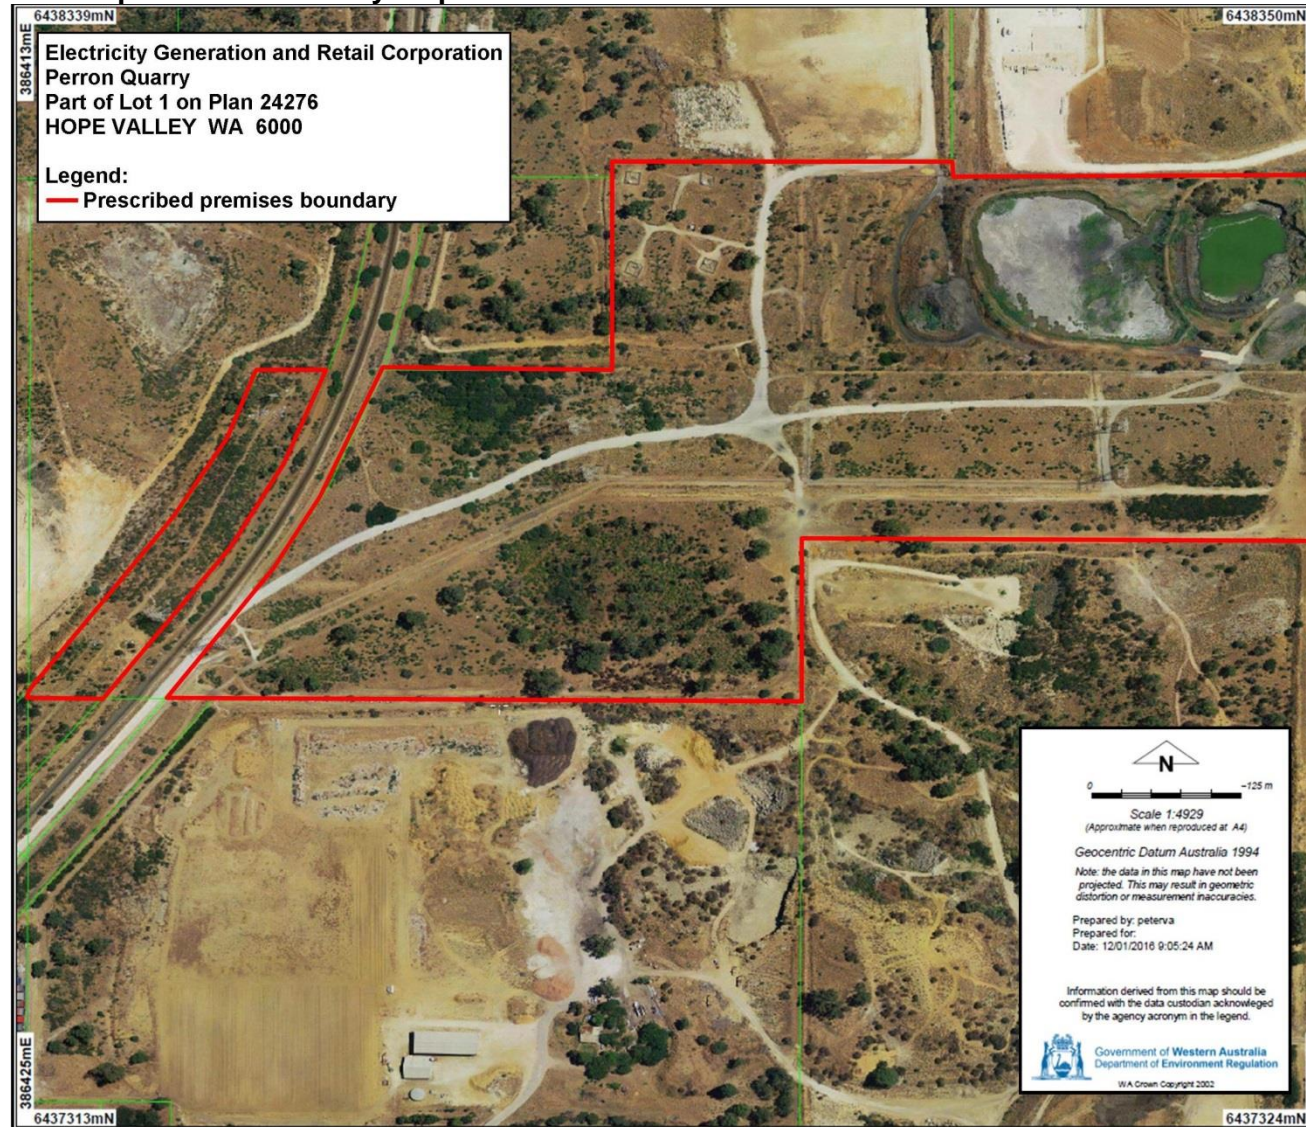 6438339mN
6438350mN
386413mE
Electricity Generation and Retail Corporation
Perron Quarry
Part of Lot 1 on Plan 24276
HOPE VALLEY WA 6000
Legend:
Prescribed premises boundary
N
0 ~125 m
Scale 1:4929
(Approximate when reproduced at A4)
Geocentric Datum Australia 1994
Note: the data in this map have not been
projected. This may result in geometric
distortion or measurement inaccuracies.
Prepared by: peterva
Prepared for:
Date: 12/01/2016 9:05:24 AM
Information derived from this map should be
confirmed with the data custodian acknowleged
by the agency acronym in the legend.
Government of Western Australia
Department of Environment Regulation
WA Crown Copyright 2002
386425mE
6437313mN
6437324mN